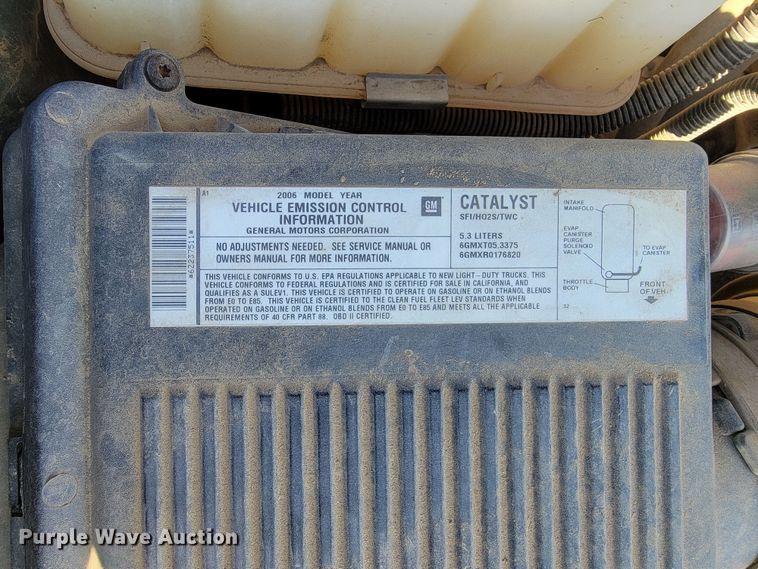 A1
2006 MODEL YEAR
VEHICLE EMISSION CONTROL
INFORMATION
GENERAL MOTORS CORPORATION
GM
NO ADJUSTMENTS NEEDED. SEE SERVICE MANUAL OR
OWNERS MANUAL FOR MORE INFORMATION.
CATALYST
SFI/HO2S/TWC
5.3 LITERS
6GMXT05.3375
6GMXR0176820
THIS VEHICLE CONFORMS TO U.S. EPA REGULATIONS APPLICABLE TO NEW LIGHT-DUTY TRUCKS. THIS
VEHICLE CONFORMS TO FEDERAL REGULATIONS AND IS CERTIFIED FOR SALE IN CALIFORNIA, AND
QUALIFIES AS A SULEV1. THIS VEHICLE IS CERTIFIED TO OPERATE ON GASOLINE OR ON ETHANOL BLENDS
FROM E0 TO E85. THIS VEHICLE IS CERTIFIED TO THE CLEAN FUEL FLEET LEV STANDARDS WHEN
OPERATED ON GASOLINE OR ON ETHANOL BLENDS FROM E0 TO E85 AND MEETS ALL THE APPLICABLE
REQUIREMENTS OF 40 CFR PART 88. OBD II CERTIFIED.
INTAKE
MANIFOLD
EVAP
CANISTER
PURGE
SOLENOID
VALVE
TO EVAP
CANISTER
THROTTLE
BODY
FRONT
OF VEH.
32
*62237511*
Purple Wave Auction